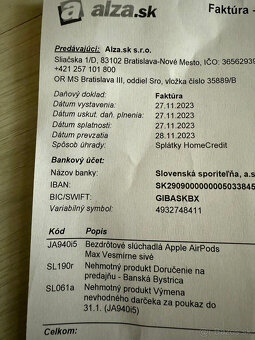 alza.sk
Faktúra -
Predávajúci: Alza.sk s.r.o.
Sliačska 1/D, 83102 Bratislava-Nové Mesto, IČO: 36562939
+421 257 101 800
OR MS Bratislava III, oddiel Sro, vložka číslo 35889/B
Daňový doklad: Faktúra
Dátum vystavenia: 27.11.2023
Dátum uskut. daň. plnenia: 27.11.2023
Dátum splatnosti: 27.11.2023
Dátum prevzatia: 28.11.2023
Spôsob úhrady: Splátky HomeCredit
Bankový účet:
Názov banky: Slovenská sporiteľňa, a.s
IBAN: SK2909000000005033845
BIC/SWIFT: GIBASKBX
Variabilný symbol: 4932748411
Kód Popis
JA940i5 Bezdrôtové slúchadlá Apple AirPods
Max Vesmírne sivé
SL190r Nehmotný produkt Doručenie na
predajňu - Banská Bystrica
SL061a Nehmotný produkt Výmena
nevhodného darčeka za poukaz do
31.1. (JA940i5)
Celkom: